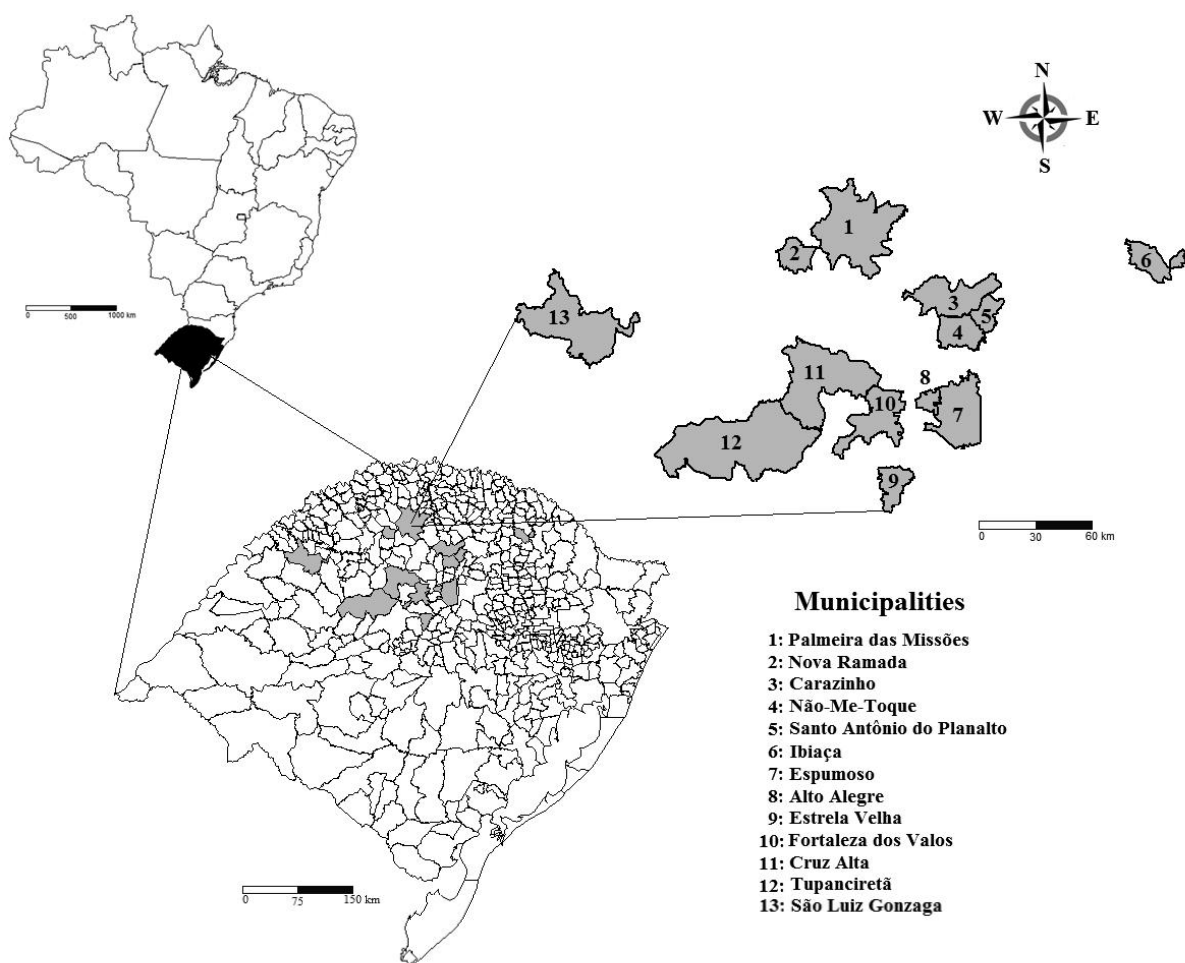 N
W E
S
1
2
6
3
5
4
13
0 500 1000 km
11
8
10
7
12
9
0 30 60 km
Municipalities
1: Palmeira das Missões
2: Nova Ramada
3: Carazinho
4: Não-Me-Toque
5: Santo Antônio do Planalto
6: Ibiaça
7: Espumoso
8: Alto Alegre
9: Estrela Velha
10: Fortaleza dos Valos
11: Cruz Alta
12: Tupanciretã
13: São Luiz Gonzaga
0 75 150 km